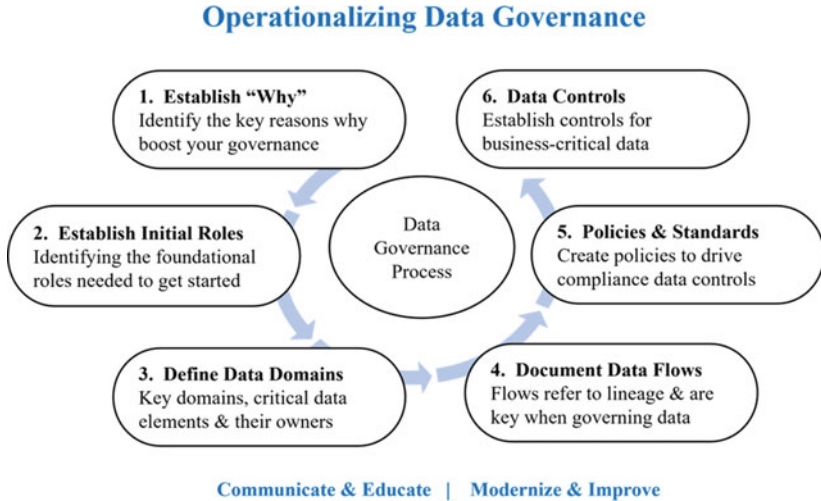 Operationalizing Data Governance
1. Establish “Why”
Identify the key reasons why
boost your governance
2. Establish Initial Roles
Identifying the foundational
roles needed to get started
3. Define Data Domains
Key domains, critical data
elements & their owners
4. Document Data Flows
Flows refer to lineage & are
key when governing data
5. Policies & Standards
Create policies to drive
compliance data controls
6. Data Controls
Establish controls for
business-critical data
Data
Governance
Process
Communicate & Educate | Modernize & Improve